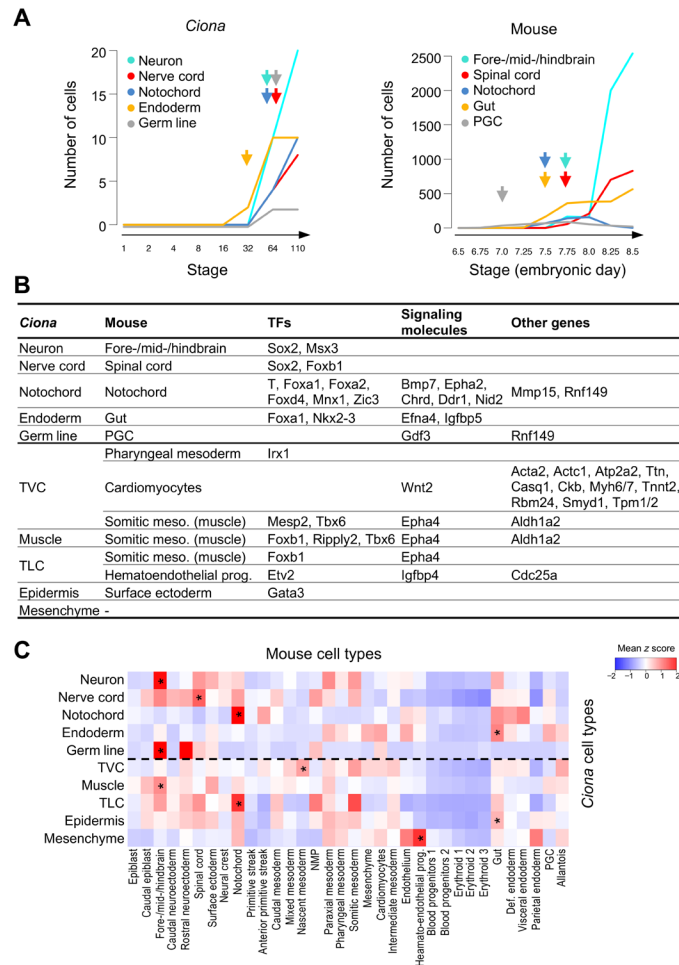 A
Ciona
Mouse
20
15
10
5
0
Number of cells
Neuron
Nerve cord
Notochord
Endoderm
Germ line
1 2 4 8 16 32 64 110
Stage
2500
2000
1500
1000
500
0
Number of cells
Fore-/mid-/hindbrain
Spinal cord
Notochord
Gut
PGC
6.5 6.75 7.0 7.25 7.5 7.75 8.0 8.25 8.5
Stage (embryonic day)
B
Ciona Mouse TFs Signaling molecules Other genes
Neuron Fore-/mid-/hindbrain Sox2, Msx3
Nerve cord Spinal cord Sox2, Foxb1
Notochord Notochord T, Foxa1, Foxa2, Foxd4, Mnx1, Zic3 Bmp7, Epha2, Chrd, Ddr1, Nid2 Mmp15, Rnf149
Endoderm Gut Foxa1, Nkx2-3 Efna4, Igfbp5
Germ line PGC Gdf3 Rnf149
TVC Pharyngeal mesoderm Irx1
Cardiomyocytes Wnt2 Acta2, Actc1, Atp2a2, Ttn, Casq1, Ckb, Myh6/7, Tnnt2, Rbm24, Smyd1, Tpm1/2
Somitic meso. (muscle) Mesp2, Tbx6 Epha4 Aldh1a2
Muscle Somitic meso. (muscle) Foxb1, Ripply2, Tbx6 Epha4 Aldh1a2
TLC Somitic meso. (muscle) Foxb1 Epha4
Hematoendothelial prog. Etv2 Igfbp4 Cdc25a
Epidermis Surface ectoderm Gata3
Mesenchyme -
C
Mouse cell types
Mean z score
−2 −1 0 1 2
Neuron
Nerve cord
Notochord
Endoderm
Germ line
TVC
Muscle
TLC
Epidermis
Mesenchyme
Ciona cell types
Epiblast
Caudal epiblast
Fore-/mid-/hindbrain
Caudal neuroectoderm
Rostral neuroectoderm
Spinal cord
Surface ectoderm
Neural crest
Notochord
Primitive streak
Anterior primitive streak
Caudal mesoderm
Mixed mesoderm
Nascent mesoderm
NMP
Paraxial mesoderm
Pharyngeal mesoderm
Somitic mesoderm
Mesenchyme
Cardiomyocytes
Intermediate mesoderm
Endothelium
Heamato-endothelial prog.
Blood progenitors 1
Blood progenitors 2
Erythroid 1
Erythroid 2
Erythroid 3
Gut
Def. endoderm
Visceral endoderm
Parietal endoderm
PGC
Allantois